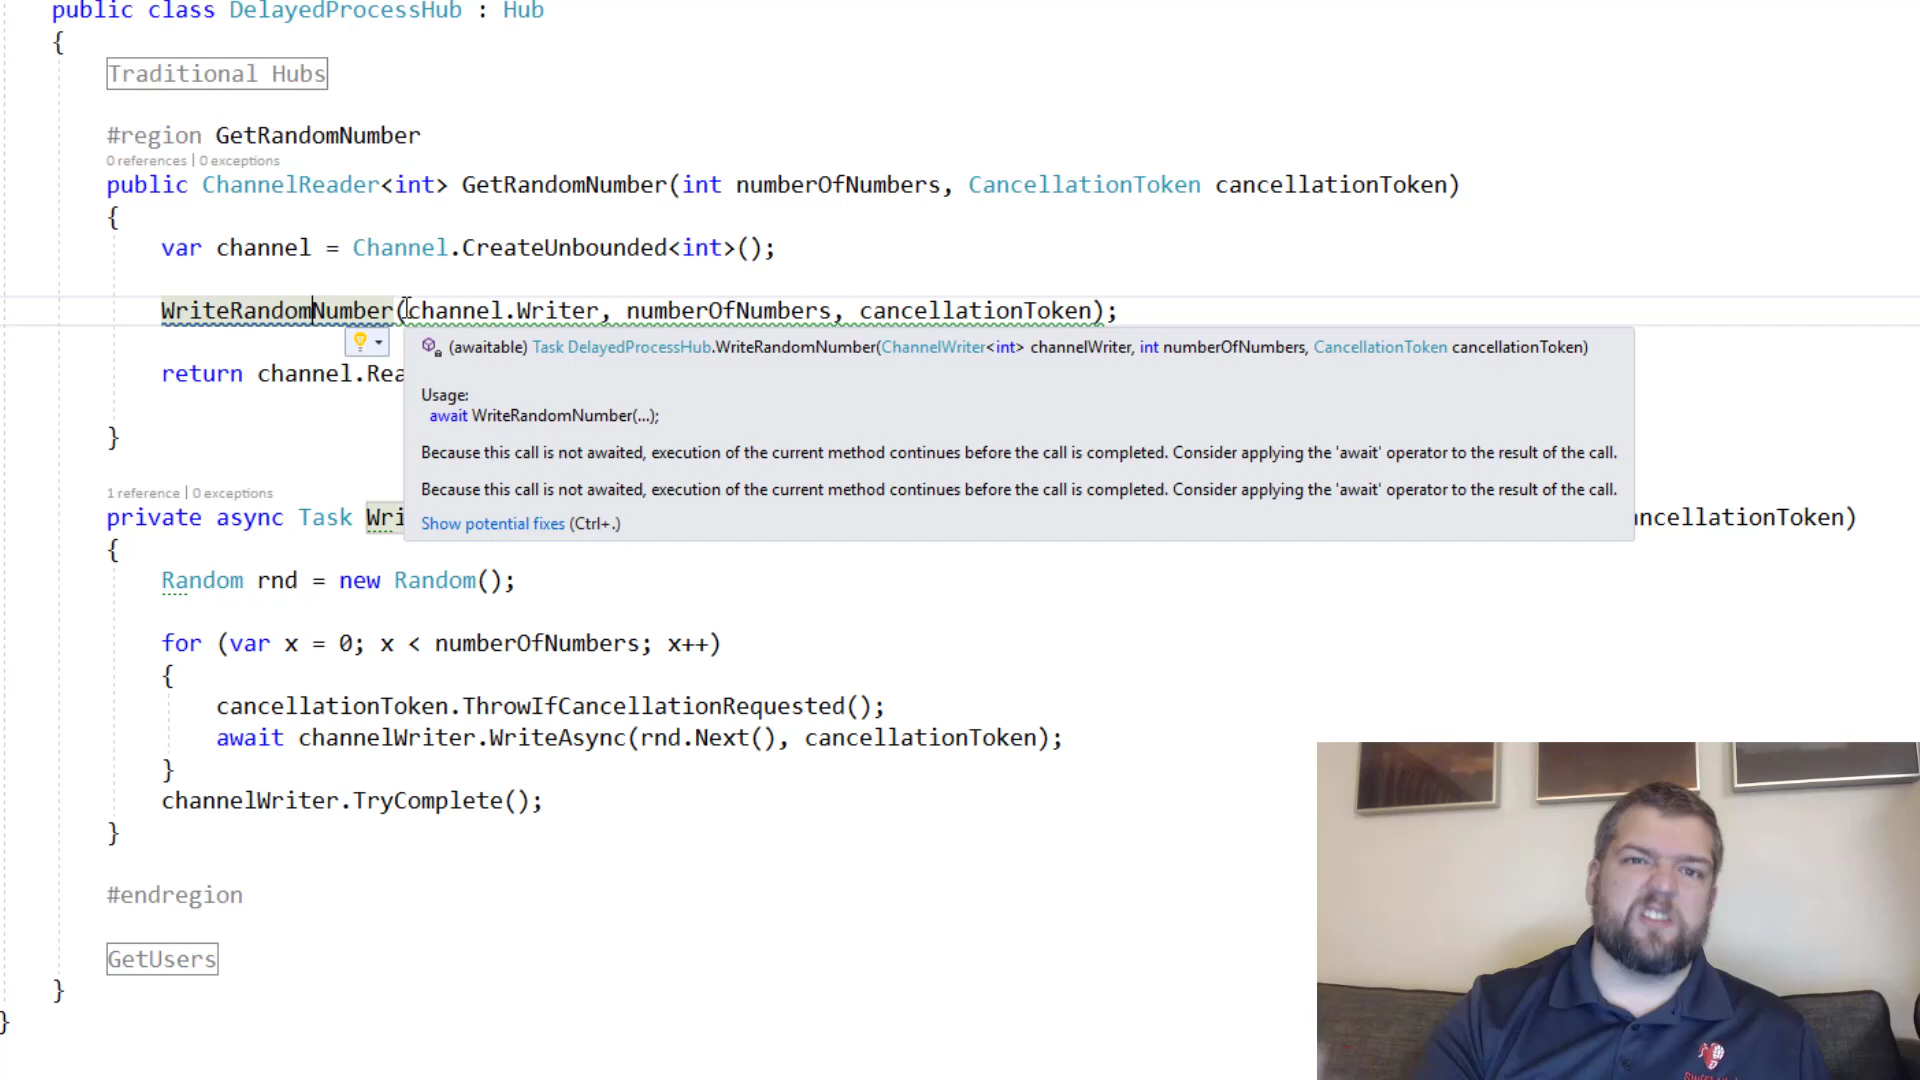 public class DelayedProcessHub : Hub
{
Traditional Hubs
#region GetRandomNumber
0 references | 0 exceptions
public ChannelReader<int> GetRandomNumber(int numberOfNumbers, CancellationToken cancellationToken)
{
var channel = Channel.CreateUnbounded<int>();
WriteRandomNumber(channel.Writer, numberOfNumbers, cancellationToken);
(awaitable) Task DelayedProcessHub.WriteRandomNumber(ChannelWriter<int> channelWriter, int numberOfNumbers, CancellationToken cancellationToken)
return channel.Rea
Usage:
await WriteRandomNumber(...);
}
Because this call is not awaited, execution of the current method continues before the call is completed. Consider applying the 'await' operator to the result of the call.
Because this call is not awaited, execution of the current method continues before the call is completed. Consider applying the 'await' operator to the result of the call.
1 reference | 0 exceptions
private async Task Wri ncellationToken)
Show potential fixes (Ctrl+.)
{
Random rnd = new Random();
for (var x = 0; x < numberOfNumbers; x++)
{
cancellationToken.ThrowIfCancellationRequested();
await channelWriter.WriteAsync(rnd.Next(), cancellationToken);
}
channelWriter.TryComplete();
}
#endregion
GetUsers
}
}